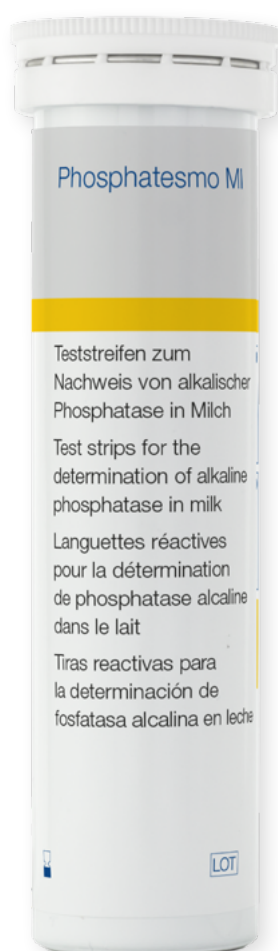 Phosphatesmo MI
Teststreifen zum
Nachweis von alkalischer
Phosphatase in Milch
Test strips for the
determination of alkaline
phosphatase in milk
Languettes réactives
pour la détermination
de phosphatase alcaline
dans le lait
Tiras reactivas para
la determinación de
fosfatasa alcalina en leche
LOT